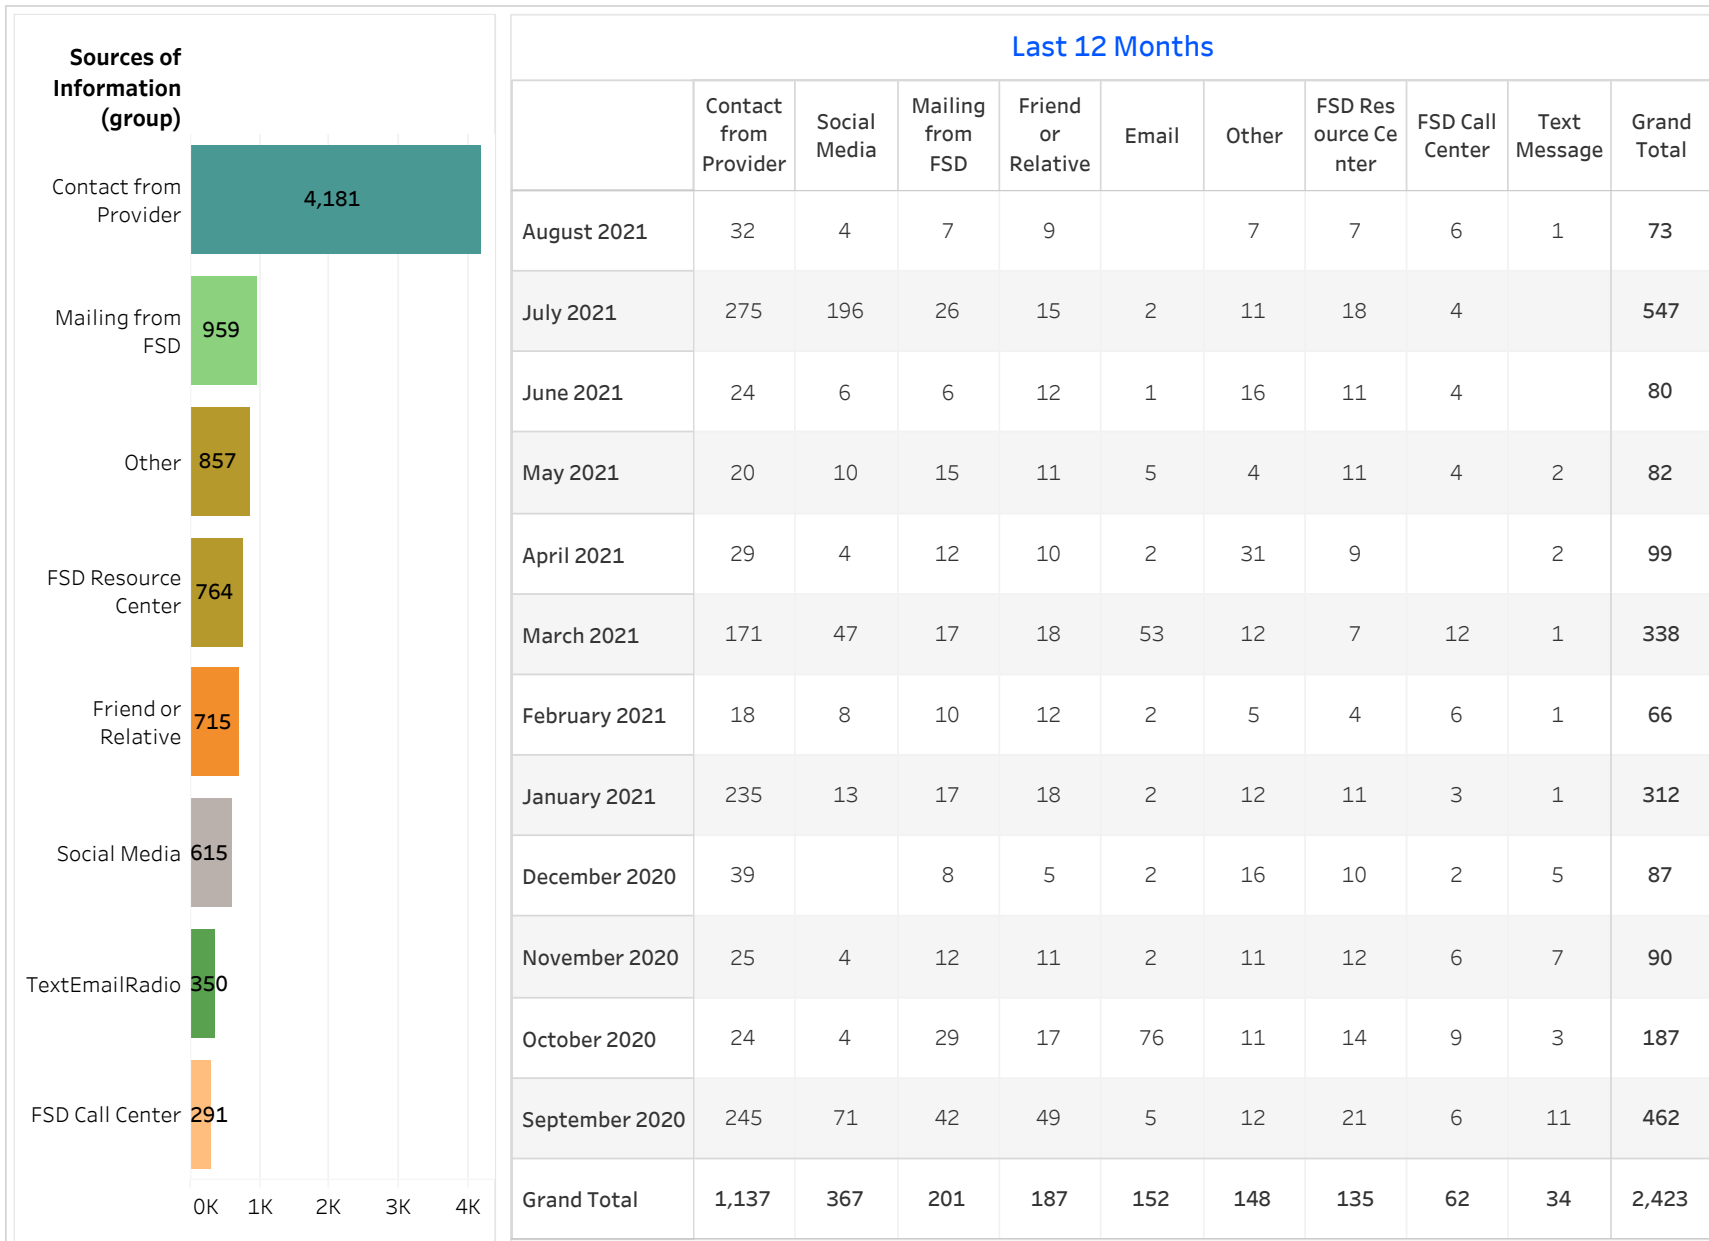 Sources of
Information
(group)
Contact from
Provider
4,181
Mailing from
FSD
959
Other
857
FSD Resource
Center
764
Friend or
Relative
715
Social Media
615
TextEmailRadio
350
FSD Call Center
291
0K 1K 2K 3K 4K
Last 12 Months
Contact
from
Provider
Social
Media
Mailing
from
FSD
Friend
or
Relative
Email
Other
FSD Res
ource Ce
nter
FSD Call
Center
Text
Message
Grand
Total
August 2021 32 4 7 9 7 7 6 1 73
July 2021 275 196 26 15 2 11 18 4 547
June 2021 24 6 6 12 1 16 11 4 80
May 2021 20 10 15 11 5 4 11 4 2 82
April 2021 29 4 12 10 2 31 9 2 99
March 2021 171 47 17 18 53 12 7 12 1 338
February 2021 18 8 10 12 2 5 4 6 1 66
January 2021 235 13 17 18 2 12 11 3 1 312
December 2020 39 8 5 2 16 10 2 5 87
November 2020 25 4 12 11 2 11 12 6 7 90
October 2020 24 4 29 17 76 11 14 9 3 187
September 2020 245 71 42 49 5 12 21 6 11 462
Grand Total 1,137 367 201 187 152 148 135 62 34 2,423